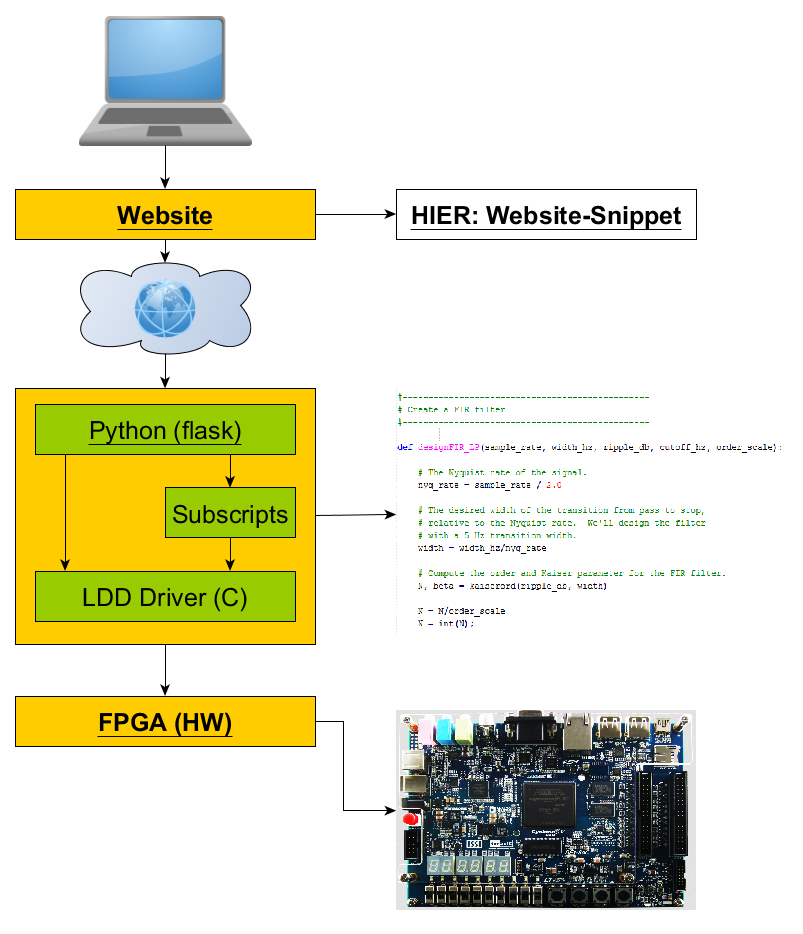 Website
HIER: Website-Snippet
Python (flask)
Subscripts
LDD Driver (C)
FPGA (HW)
#------------------------------------------------
# Create a FIR filter
#------------------------------------------------
def designFIR_LP(sample_rate, width_hz, ripple_db, cutoff_hz, order_scale):
# The Nyquist rate of the signal.
nyq_rate = sample_rate / 2.0
# The desired width of the transition from pass to stop,
# relative to the Nyquist rate.  We'll design the filter
# with a 5 Hz transition width.
width = width_hz/nyq_rate
# Compute the order and Kaiser parameter for the FIR filter.
N, beta = kaiserord(ripple_db, width)
N = N/order_scale
N = int(N);
Cyclone V